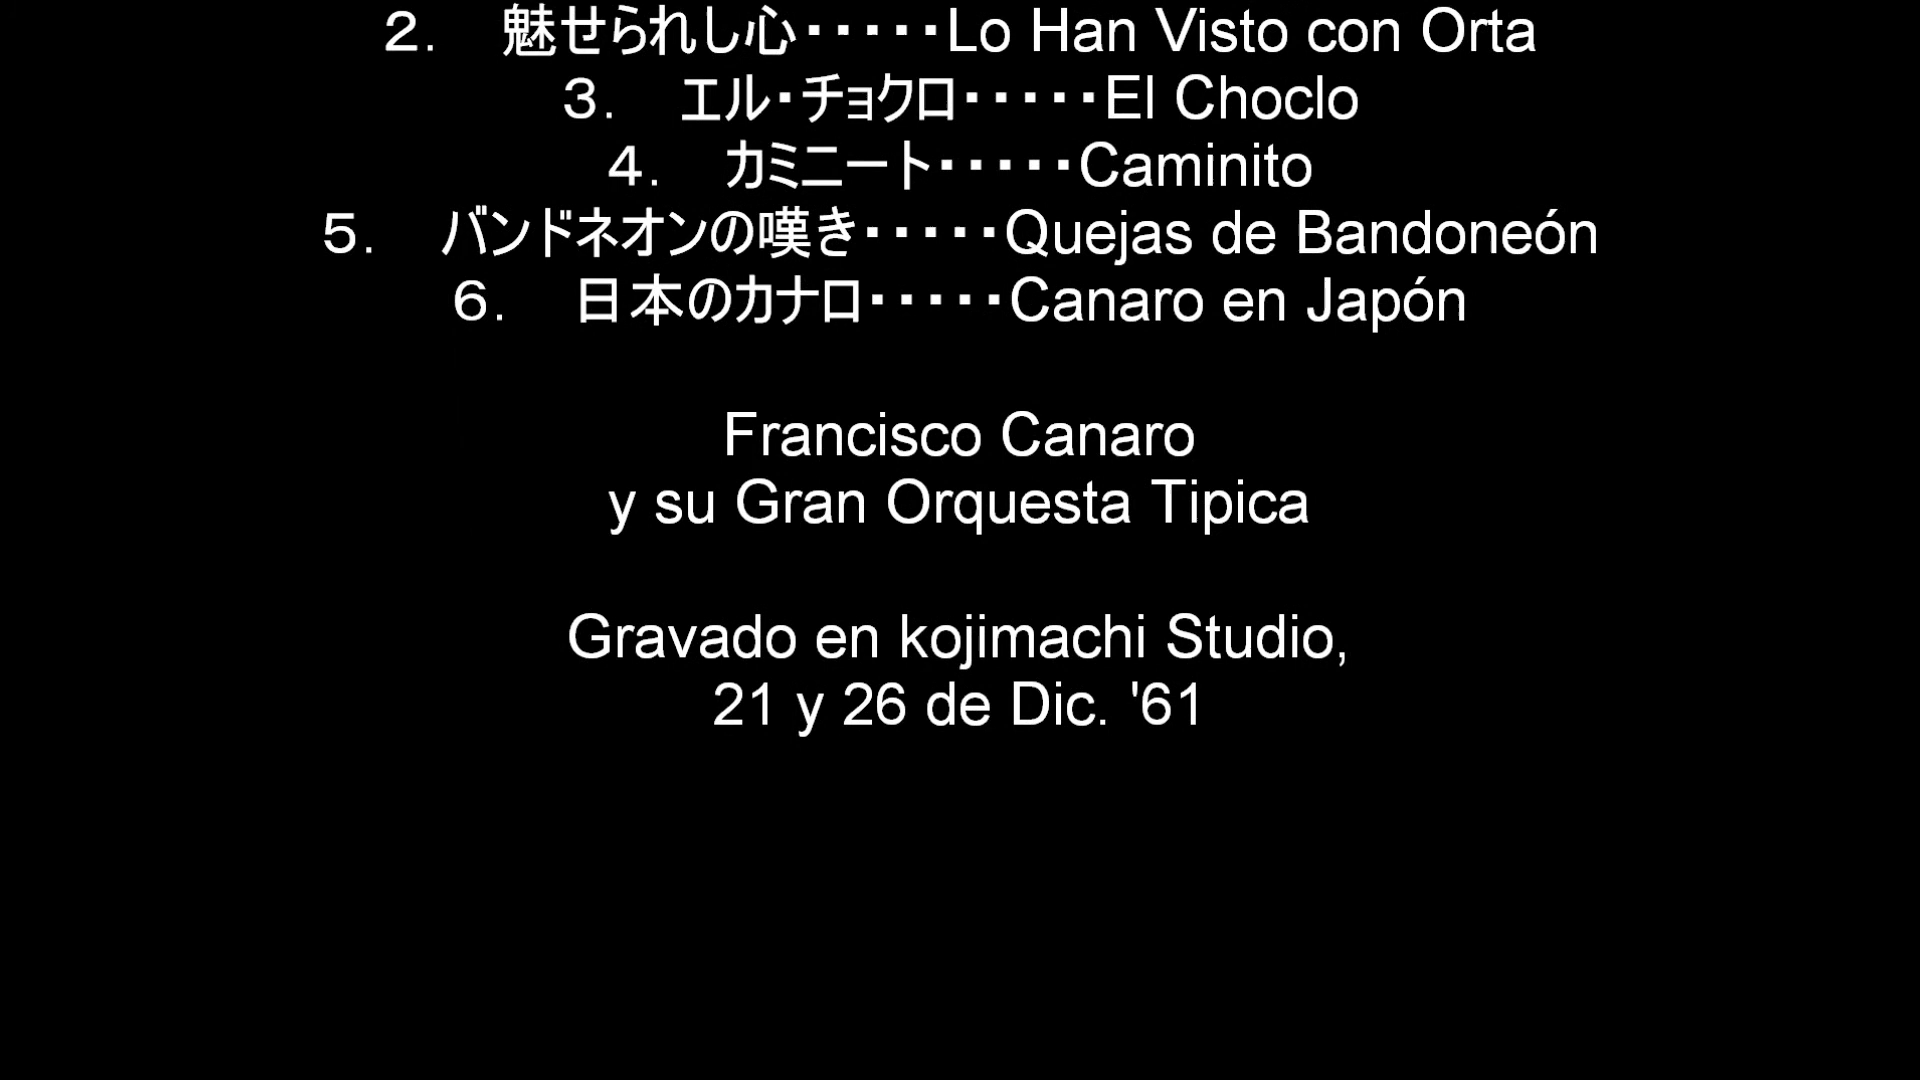 ２.　魅せられし心・・・・・Lo Han Visto con Orta
３.　エル・チョクロ・・・・・El Choclo
４.　カミニート・・・・・Caminito
５.　バンドネオンの嘆き・・・・・Quejas de Bandoneón
６.　日本のカナロ・・・・・Canaro en Japón
Francisco Canaro
y su Gran Orquesta Tipica
Gravado en kojimachi Studio,
21 y 26 de Dic. '61